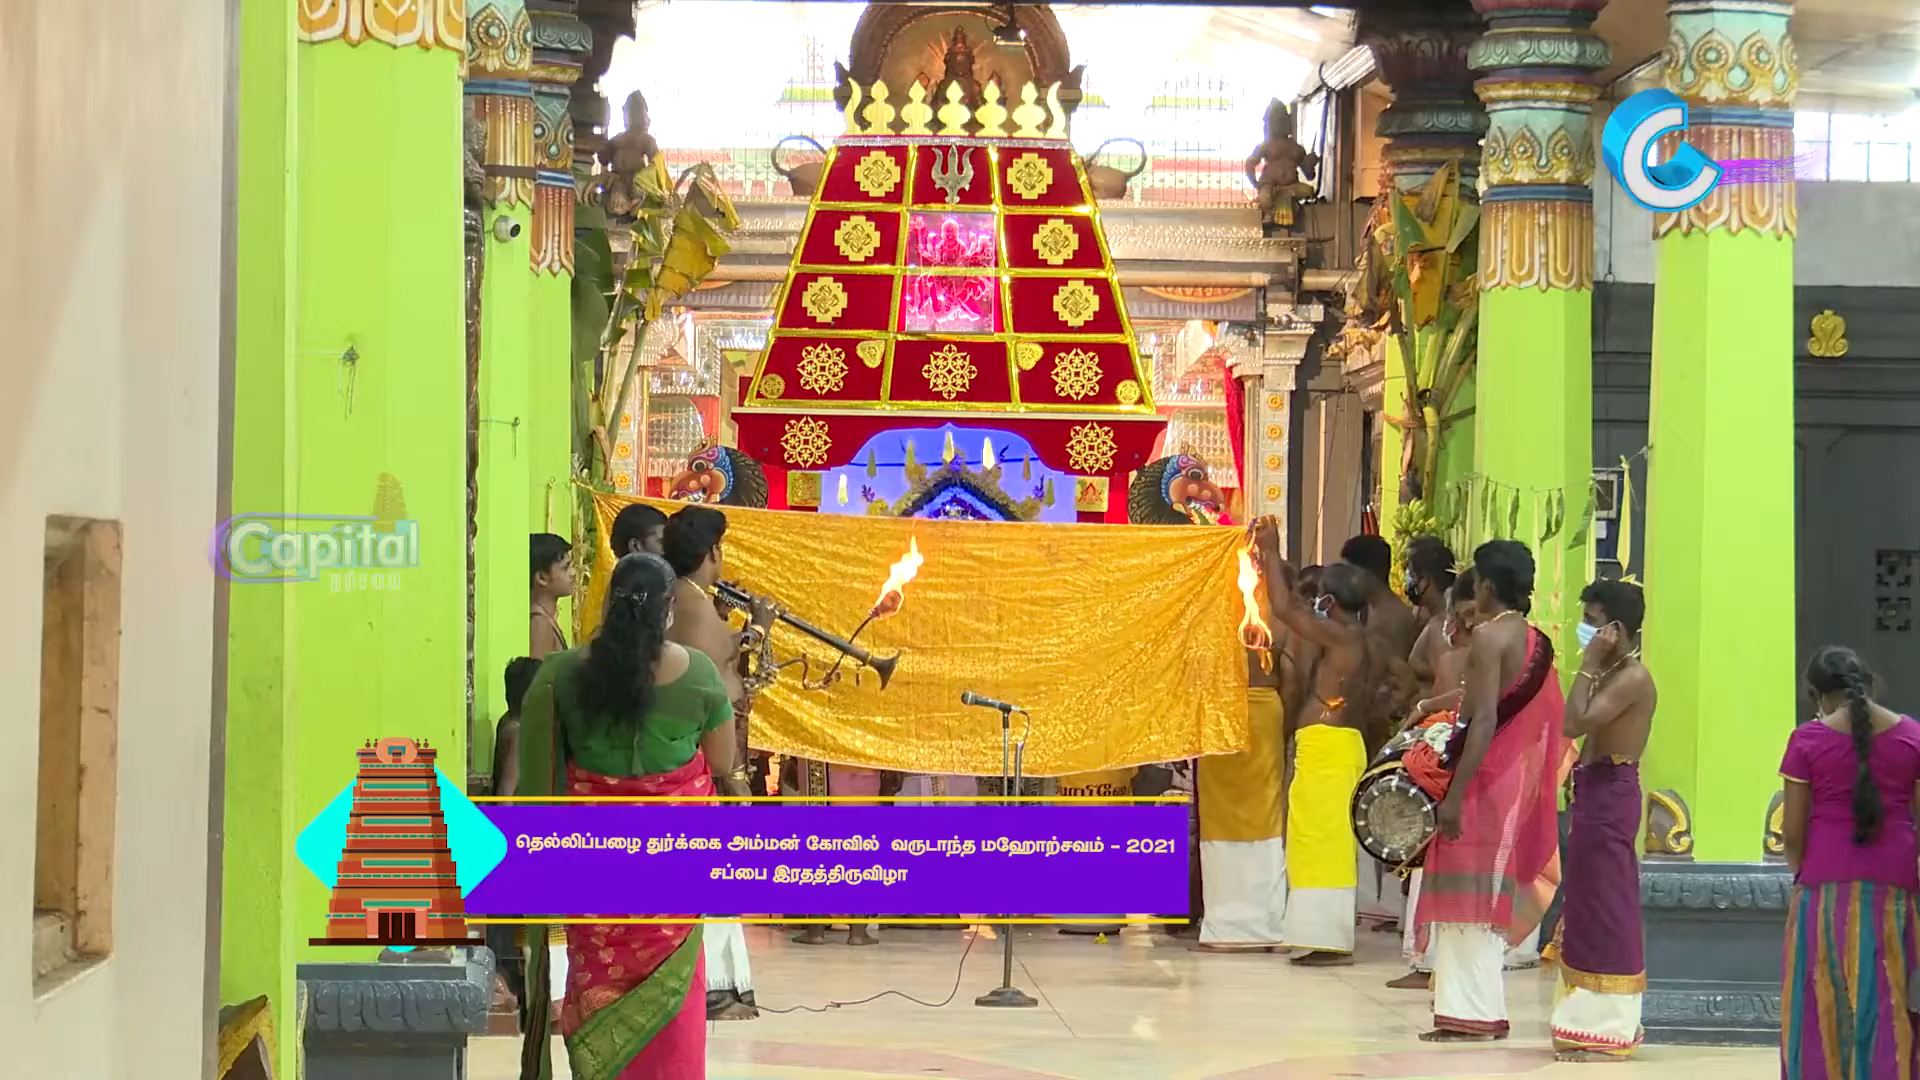 Capital
தெல்லிப்பழை துர்க்கை அம்மன் கோவில் வருடாந்த மஹோற்சவம் - 2021
சப்பை இரதத்திருவிழா